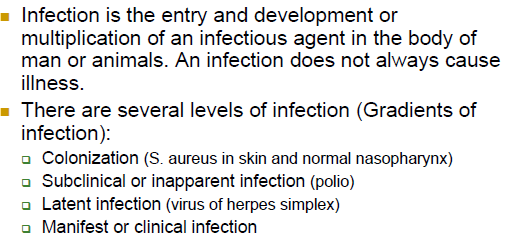 Infection is the entry and development or
multiplication of an infectious agent in the body of
man or animals. An infection does not always cause
illness.
There are several levels of infection (Gradients of
infection):
Colonization (S. aureus in skin and normal nasopharynx)
Subclinical or inapparent infection (polio)
Latent infection (virus of herpes simplex)
Manifest or clinical infection